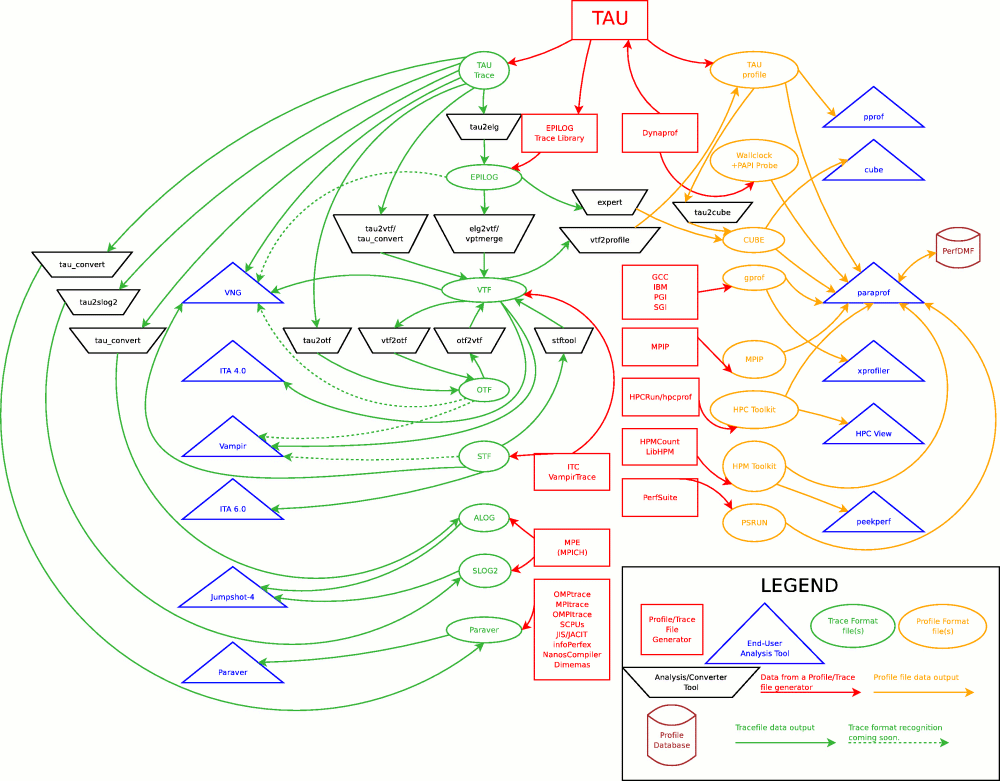 TAU
TAU
Trace
TAU
profile
tau2elg
EPILOG
Trace Library
Dynaprof
pprof
Wallclock
+PAPI Probe
cube
EPILOG
expert
tau2cube
tau2vtf/
tau_convert
elg2vtf/
vptmerge
vtf2profile
CUBE
PerfDMF
tau_convert
VNG
VTF
GCC
IBM
PGI
SGI
gprof
paraprof
tau2slog2
tau_convert
tau2otf
vtf2otf
otf2vtf
stftool
MPIP
MPIP
ITA 4.0
xprofiler
OTF
HPCRun/hpcprof
HPC Toolkit
HPC View
Vampir
STF
HPMCount
LibHPM
HPM Toolkit
ITC
VampirTrace
ITA 6.0
PerfSuite
PSRUN
peekperf
ALOG
MPE
(MPICH)
SLOG2
Jumpshot-4
OMPtrace
MPItrace
OMPItrace
SCPUs
JIS/JACIT
infoPerfex
NanosCompiler
Dimemas
Paraver
Paraver
LEGEND
Profile/Trace
File
Generator
End-User
Analysis Tool
Trace Format
file(s)
Profile Format
file(s)
Analysis/Converter
Tool
Data from a Profile/Trace
file generator
Profile file data output
Profile
Database
Tracefile data output
Trace format recognition
coming soon.